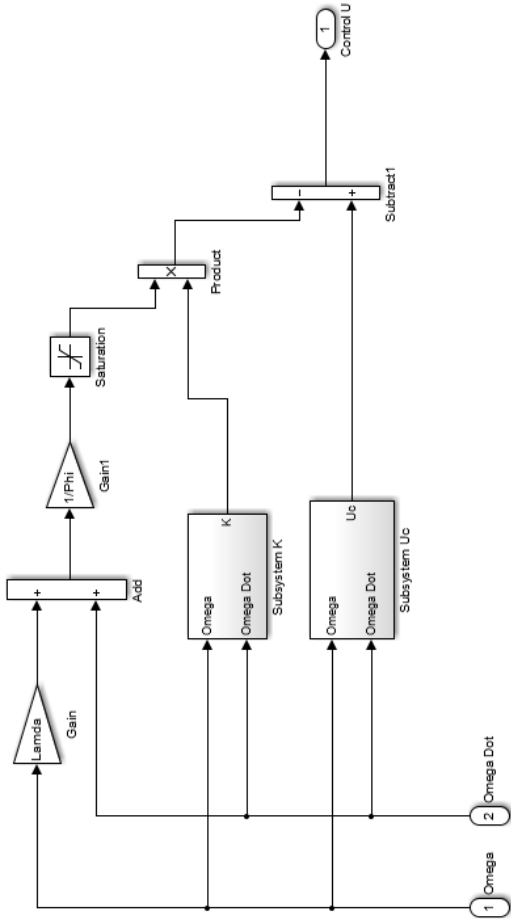 1
Omega
2
Omega Dot
Lamda
Gain
+
+
Add
1/Phi
Gain1
Saturation
Omega
Omega Dot
K
Subsystem K
X
Product
Omega
Omega Dot
Uc
Subsystem Uc
−
+
Subtract1
1
Control U